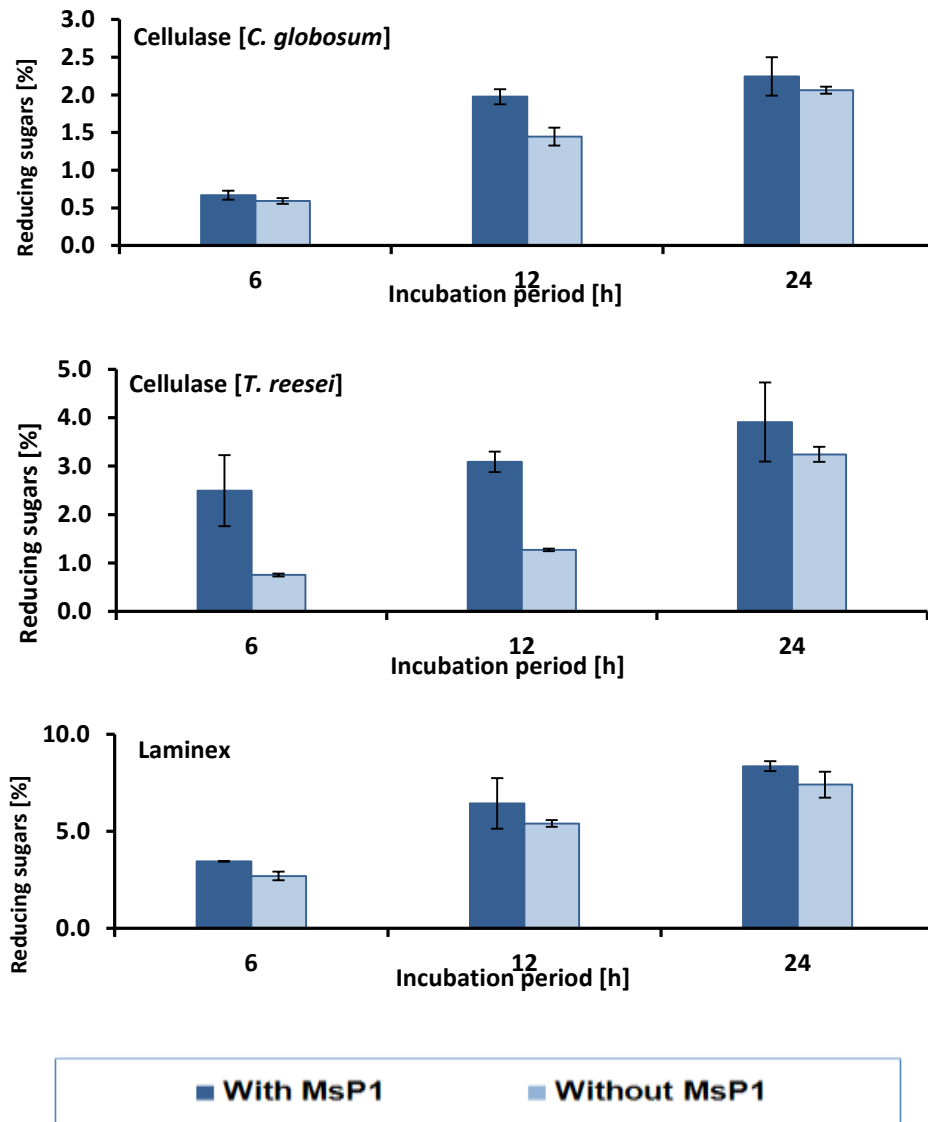 3.0
Cellulase [C. globosum]
2.5
2.0
1.5
1.0
0.5
0.0
Reducing sugars [%]
6 12 24
Incubation period [h]
5.0
Cellulase [T. reesei]
4.0
3.0
2.0
1.0
0.0
Reducing sugars [%]
6 12 24
Incubation period [h]
10.0
Laminex
5.0
0.0
Reducing sugars [%]
6 12 24
Incubation period [h]
With MsP1 Without MsP1